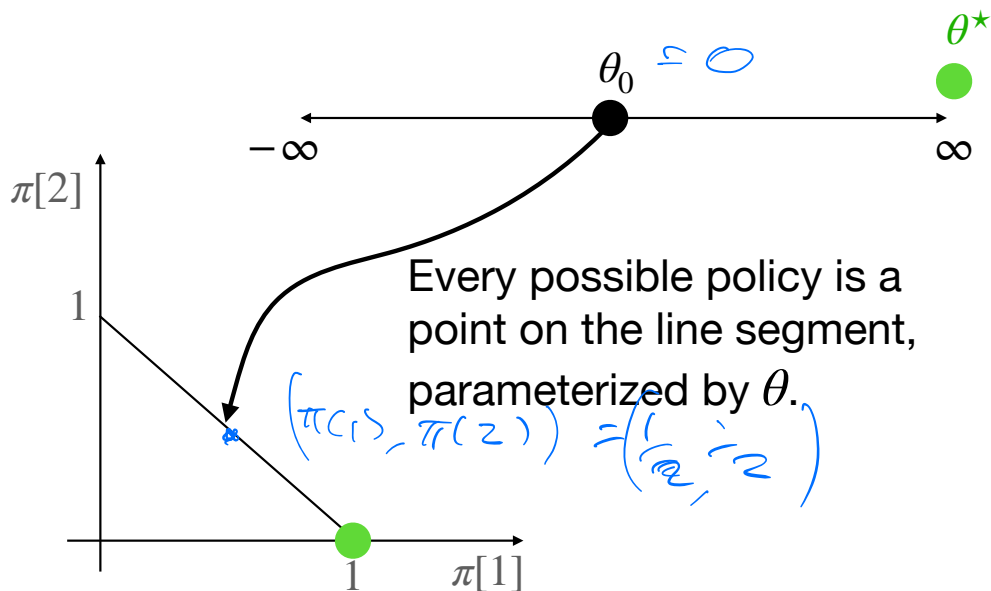 θ*
θ₀ = 0
−∞
∞
π[2]
Every possible policy is a
1
point on the line segment,
parameterized by θ.
(π(1), π(2)) = (1/2, 1/2)
1
π[1]